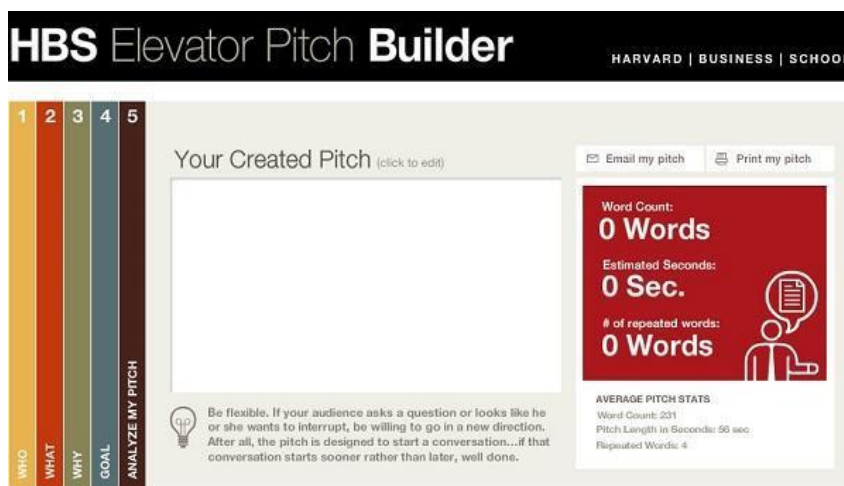 HBS Elevator Pitch Builder
HARVARD | BUSINESS | SCHOOL
1 2 3 4 5
WHO
WHAT
WHY
GOAL
ANALYZE MY PITCH
Your Created Pitch (click to edit)
Email my pitch
Print my pitch
Word Count:
0 Words
Estimated Seconds:
0 Sec.
# of repeated words:
0 Words
AVERAGE PITCH STATS
Word Count: 231
Pitch Length in Seconds: 56 sec
Repeated Words: 4
Be flexible. If your audience asks a question or looks like he
or she wants to interrupt, be willing to go in a new direction.
After all, the pitch is designed to start a conversation...if that
conversation starts sooner rather than later, well done.